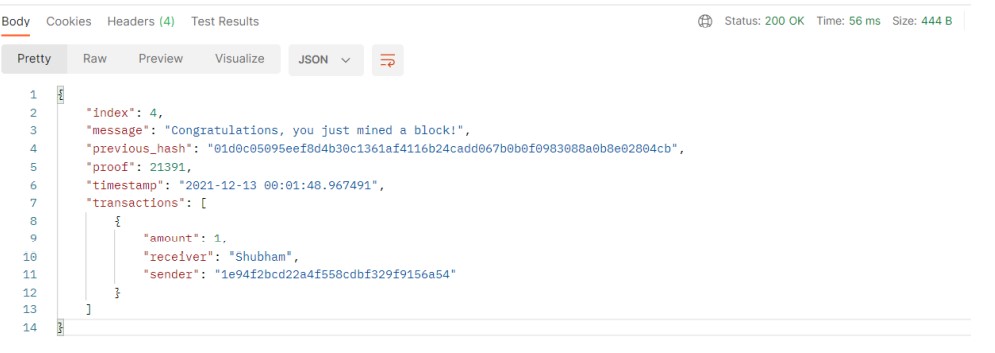 Body Cookies Headers (4) Test Results Status: 200 OK Time: 56 ms Size: 444 B
Pretty Raw Preview Visualize JSON
1 {
2 "index": 4,
3 "message": "Congratulations, you just mined a block!",
4 "previous_hash": "01d0c05095eef8d4b30c1361af4116b24cadd067b0b0f0983088a0b8e02804cb",
5 "proof": 21391,
6 "timestamp": "2021-12-13 00:01:48.967491",
7 "transactions": [
8 {
9 "amount": 1,
10 "receiver": "Shubham",
11 "sender": "1e94f2bcd22a4f558cdbf329f9156a54"
12 }
13 ]
14 }